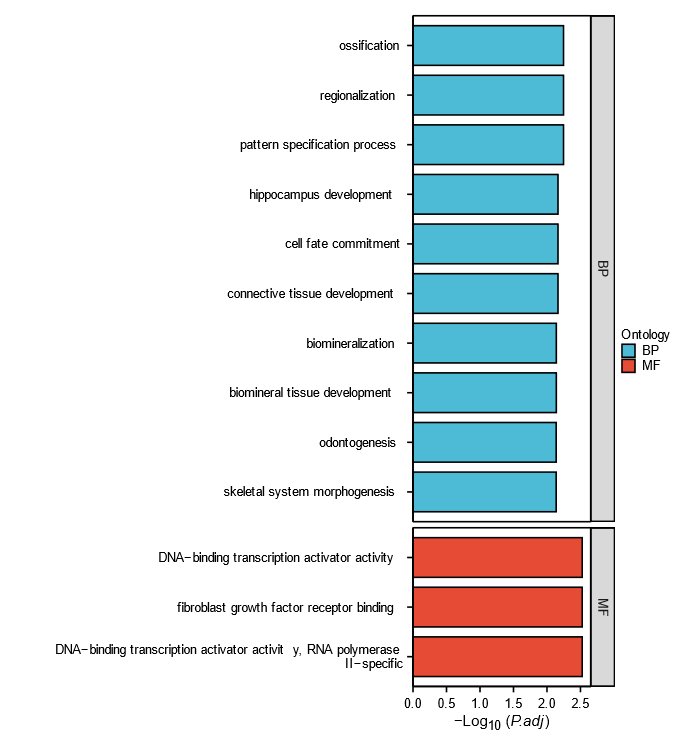 ossification
regionalization
pattern specification process
hippocampus development
cell fate commitment
connective tissue development
biomineralization
biomineral tissue development
odontogenesis
skeletal system morphogenesis
BP
DNA−binding transcription activator activity
fibroblast growth factor receptor binding
DNA−binding transcription activator activit y, RNA polymerase
II−specific
MF
0.0 0.5 1.0 1.5 2.0 2.5
−Log10 (P.adj)
Ontology
BP
MF